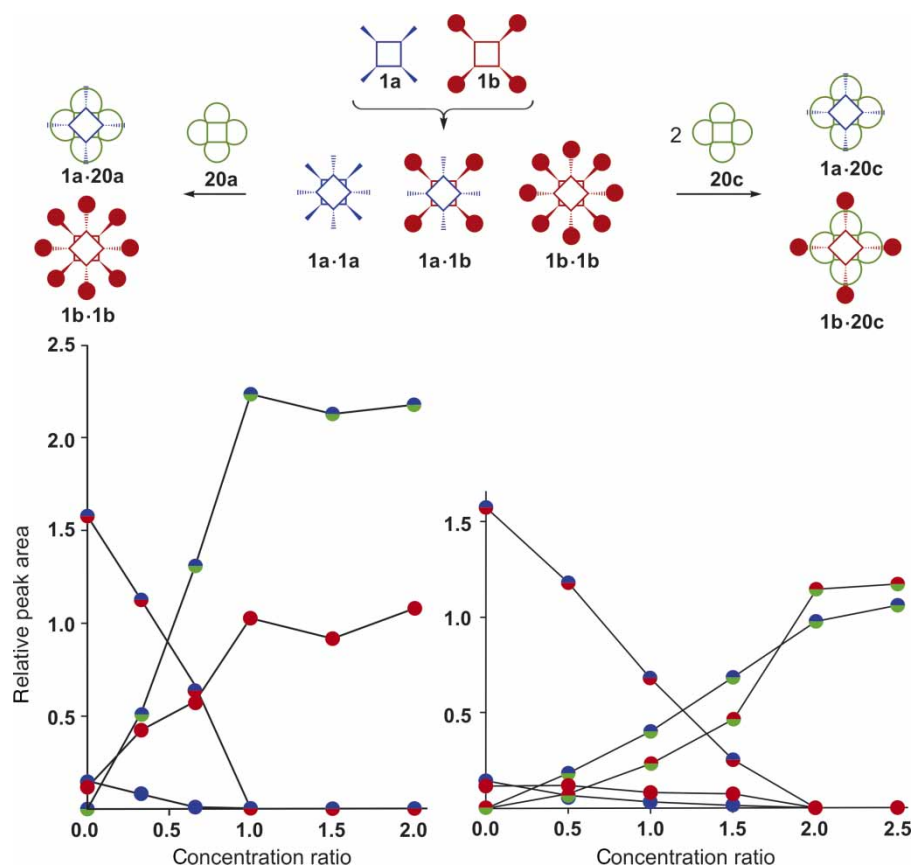 1a
1b
20a
2
20c
1a·20a
1b·1b
1a·1a
1a·1b
1b·1b
1a·20c
1b·20c
Relative peak area
2.5
2.0
1.5
1.0
0.5
0.0
0.5
1.0
1.5
2.0
Concentration ratio
1.5
1.0
0.5
0.0
0.5
1.0
1.5
2.0
2.5
Concentration ratio